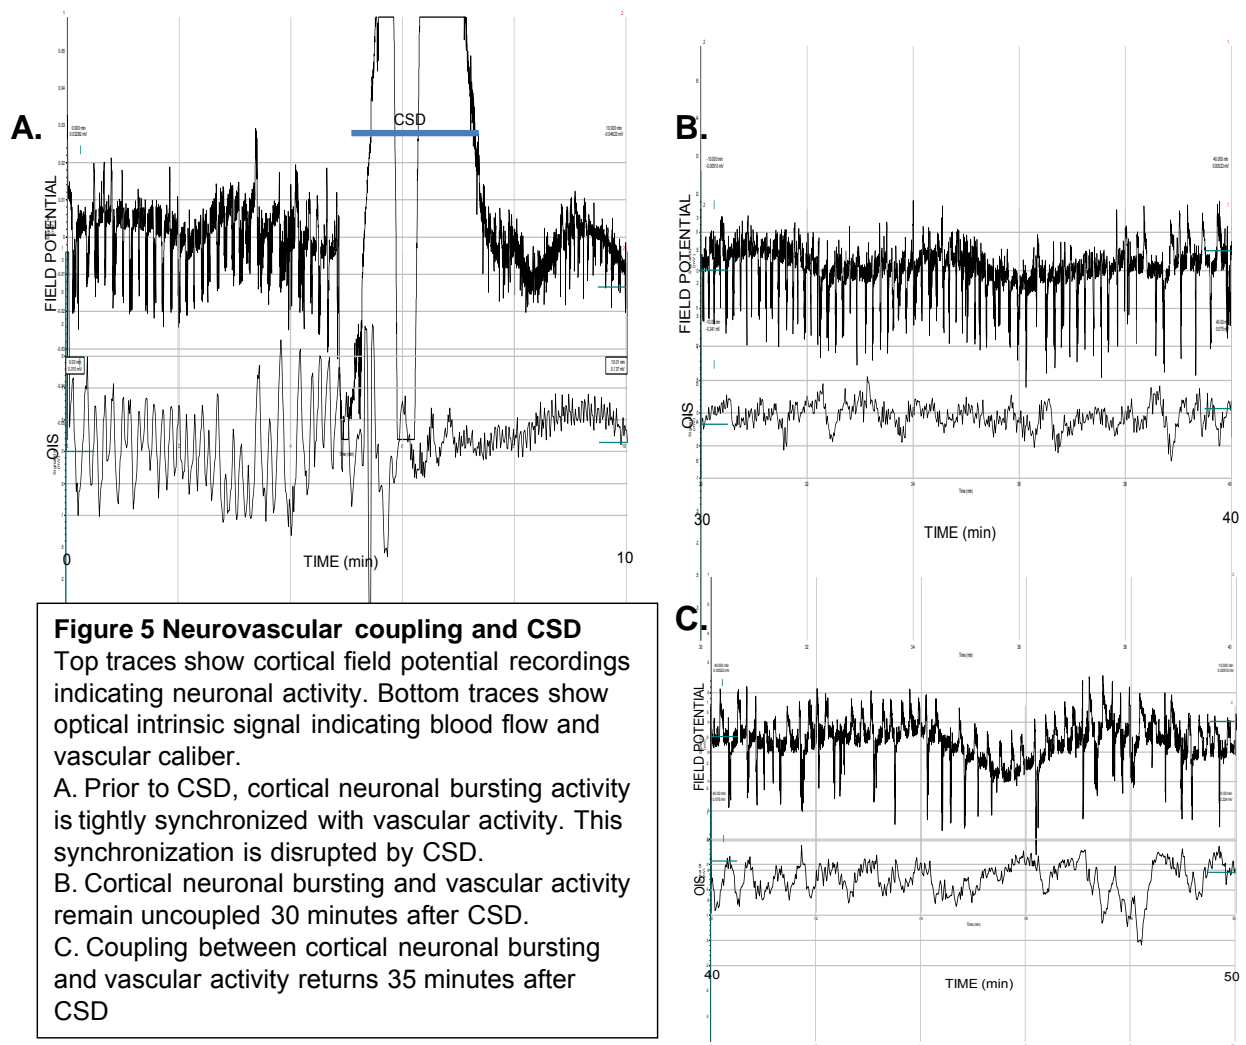 A.
CSD
FIELD POTENTIAL
OIS
0
TIME (min)
10
B.
FIELD POTENTIAL
OIS
30
TIME (min)
40
C.
FIELD POTENTIAL
OIS
40
TIME (min)
50
Figure 5 Neurovascular coupling and CSD
Top traces show cortical field potential recordings
indicating neuronal activity. Bottom traces show
optical intrinsic signal indicating blood flow and
vascular caliber.
A. Prior to CSD, cortical neuronal bursting activity
is tightly synchronized with vascular activity. This
synchronization is disrupted by CSD.
B. Cortical neuronal bursting and vascular activity
remain uncoupled 30 minutes after CSD.
C. Coupling between cortical neuronal bursting
and vascular activity returns 35 minutes after
CSD